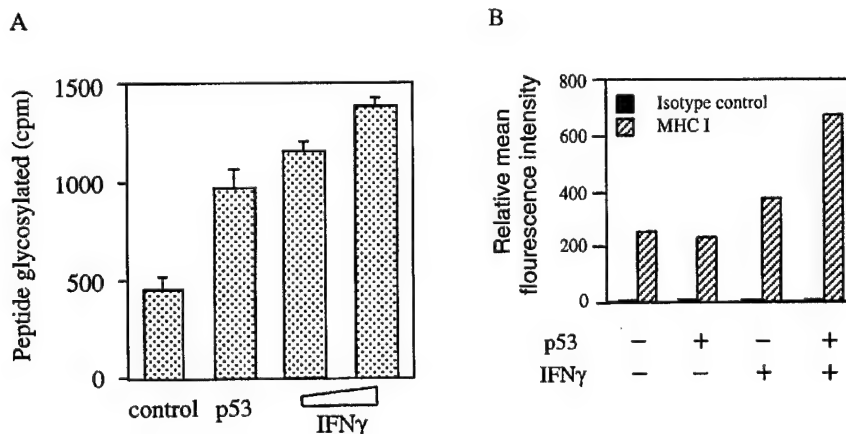 A
Peptide glycosylated (cpm)
1500
1000
500
0
control p53 IFNγ
B
Relative mean
flourescence intensity
800
600
400
200
0
Isotype control
MHC I
p53 − + − +
IFNγ − − + +